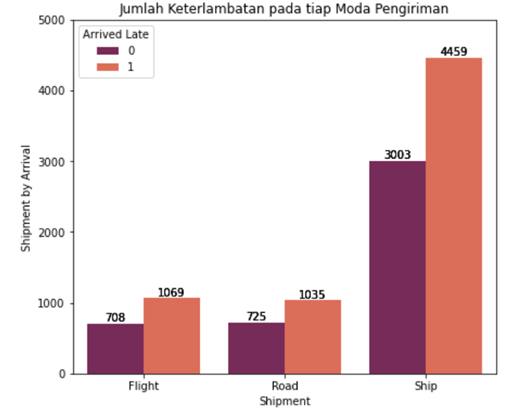 Jumlah Keterlambatan pada tiap Moda Pengiriman
5000
4000
3000
2000
1000
0
Shipment by Arrival
Arrived Late
0
1
708
1069
725
1035
3003
4459
Flight
Road
Ship
Shipment